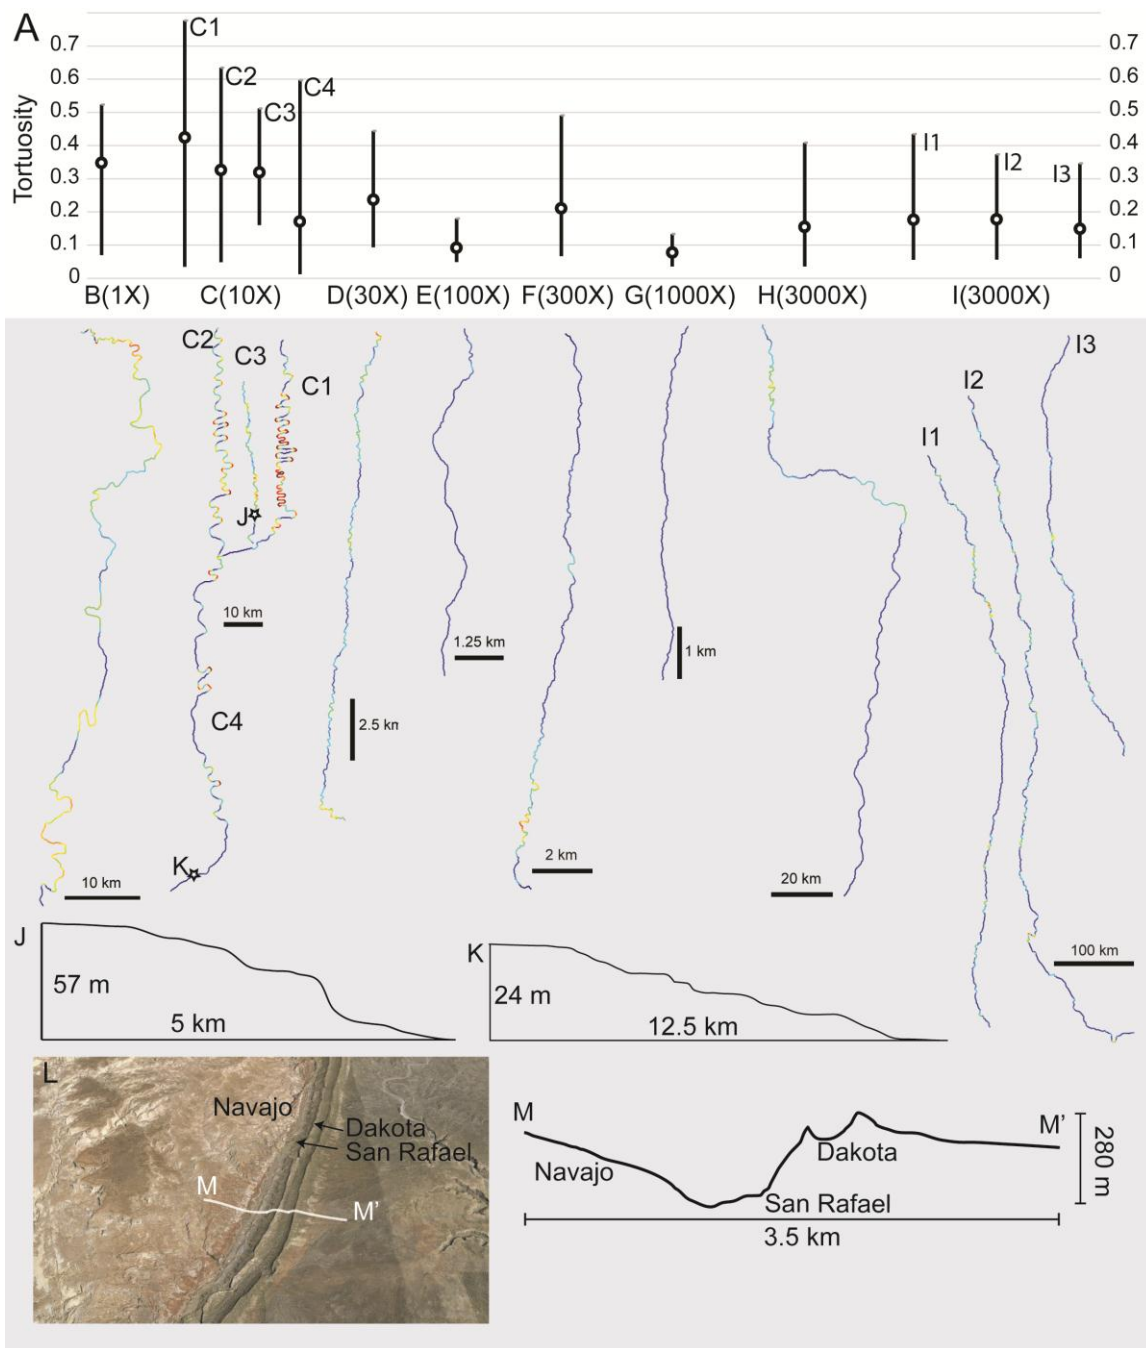 A
0.7 0.7
0.6 0.6
0.5 0.5
0.4 0.4
0.3 0.3
0.2 0.2
0.1 0.1
0 0
Tortuosity
C1
C2
C3
C4
I1
I2
I3
B(1X) C(10X) D(30X) E(100X) F(300X) G(1000X) H(3000X) I(3000X)
C2
C3
C1
I3
I2
I1
J
10 km
1.25 km
1 km
C4
2.5 km
K
10 km
2 km
20 km
100 km
J
57 m
5 km
K
24 m
12.5 km
L
Navajo
Dakota
San Rafael
M
M'
M
M'
Navajo
Dakota
San Rafael
280 m
3.5 km